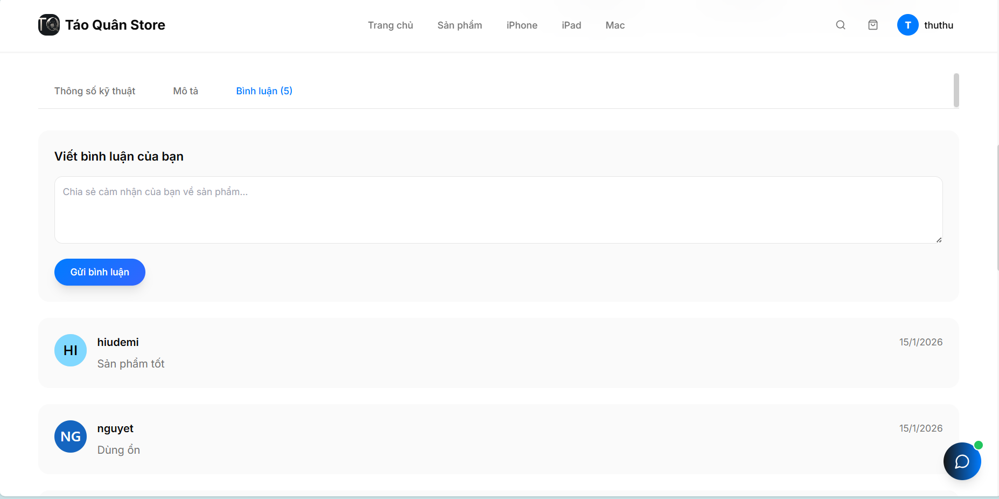 TQ Táo Quân Store
Trang chủ Sản phẩm iPhone iPad Mac
T thuthu
Thông số kỹ thuật Mô tả Bình luận (5)
Viết bình luận của bạn
Chia sẻ cảm nhận của bạn về sản phẩm...
Gửi bình luận
HI hiudemi 15/1/2026
Sản phẩm tốt
NG nguyet 15/1/2026
Dùng ổn